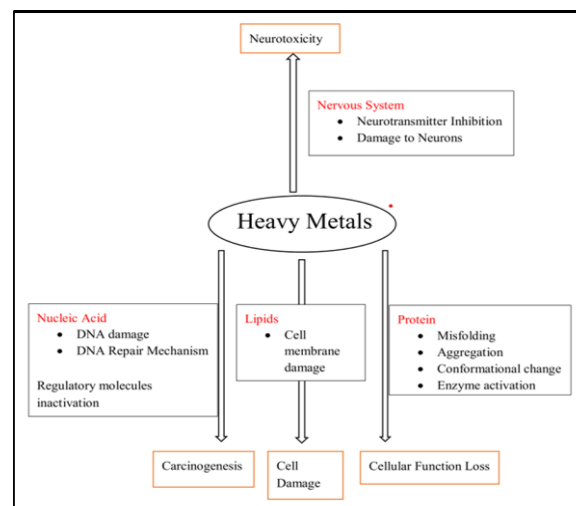 Neurotoxicity
Nervous System
• Neurotransmitter Inhibition
• Damage to Neurons
Heavy Metals
Nucleic Acid
• DNA damage
• DNA Repair Mechanism
Regulatory molecules
inactivation
Lipids
• Cell
membrane
damage
Protein
• Misfolding
• Aggregation
• Conformational change
• Enzyme activation
Carcinogenesis
Cell
Damage
Cellular Function Loss